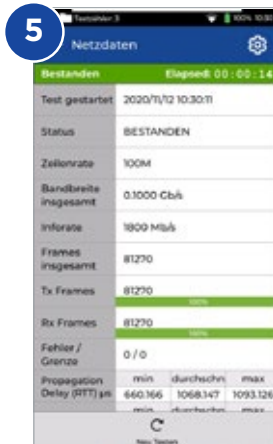 5
100% 10:30
Netzdaten
Bestanden Elapsed: 00:00:14
Test gestartet 2020/11/12 10:30:11
Status BESTANDEN
Zeilenrate 100M
Bandbreite insgesamt 0.1000 Gb/s
Inforate 1800 Mb/s
Frames insgesamt 81270
Tx Frames 81270
100%
Rx Frames 81270
100%
Fehler / Grenze 0 / 0
Propagation Delay (RTT) µs
min durchschn max
660.166 1068.147 1093.126
min durchschn max
Neu Testen